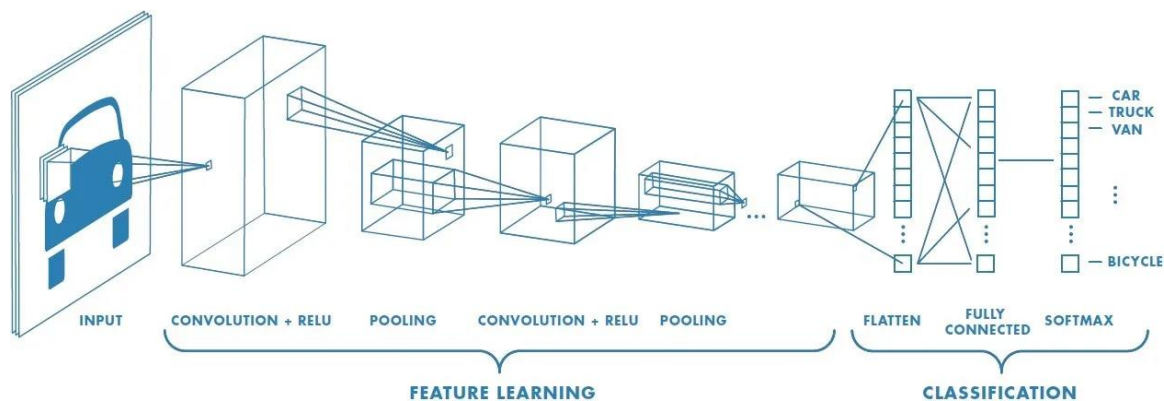 CAR
TRUCK
VAN
BICYCLE
INPUT
CONVOLUTION + RELU
POOLING
CONVOLUTION + RELU
POOLING
FLATTEN
FULLY
CONNECTED
SOFTMAX
FEATURE LEARNING
CLASSIFICATION